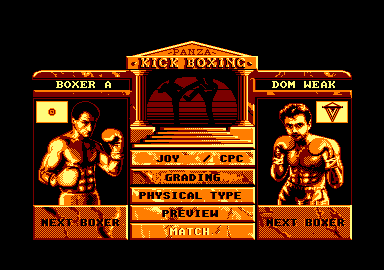 PANZA
KICK BOXING
BOXER A
DOM WEAK
JOY / CPC
GRADING
PHYSICAL TYPE
PREVIEW
MATCH
NEXT BOXER
NEXT BOXER